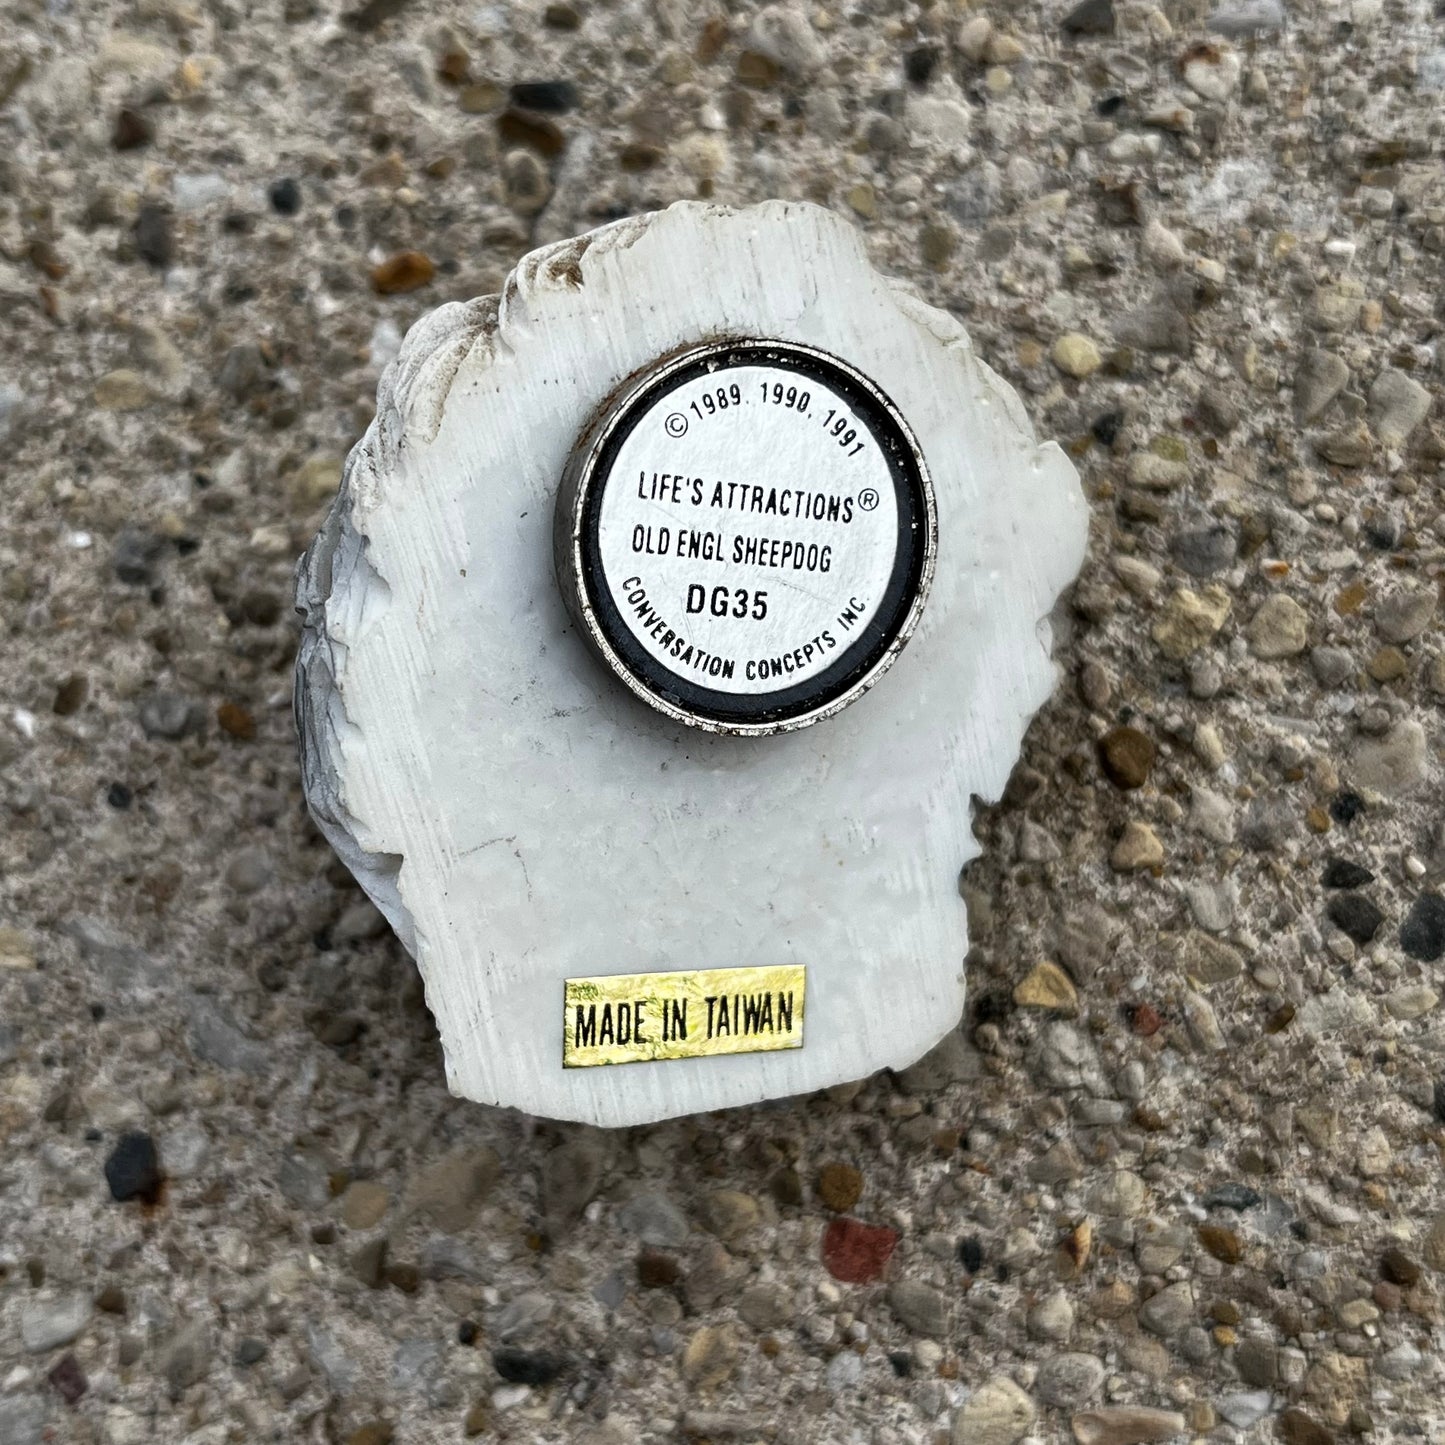 © 1989. 1990. 1991
LIFE'S ATTRACTIONS®
OLD ENGL SHEEPDOG
DG35
CONVERSATION CONCEPTS INC.
MADE IN TAIWAN